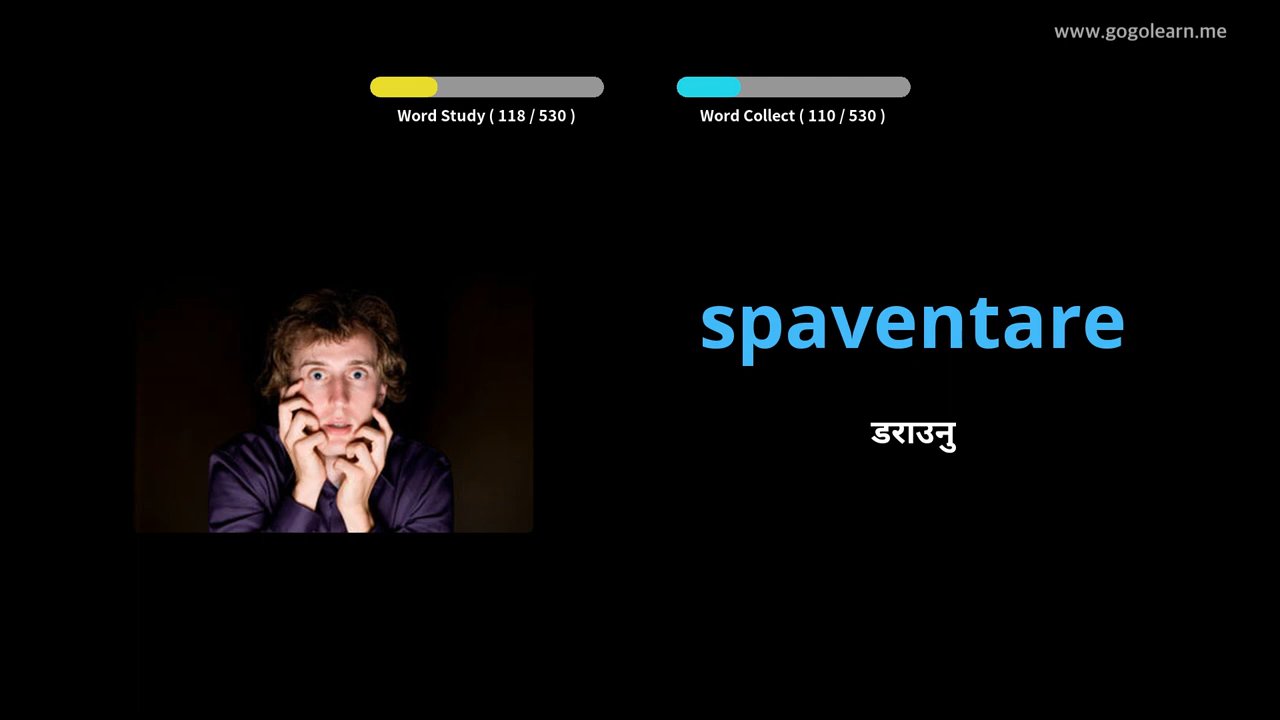 www.gogolearn.me
Word Study ( 118 / 530 )
Word Collect ( 110 / 530 )
spaventare
डराउनु